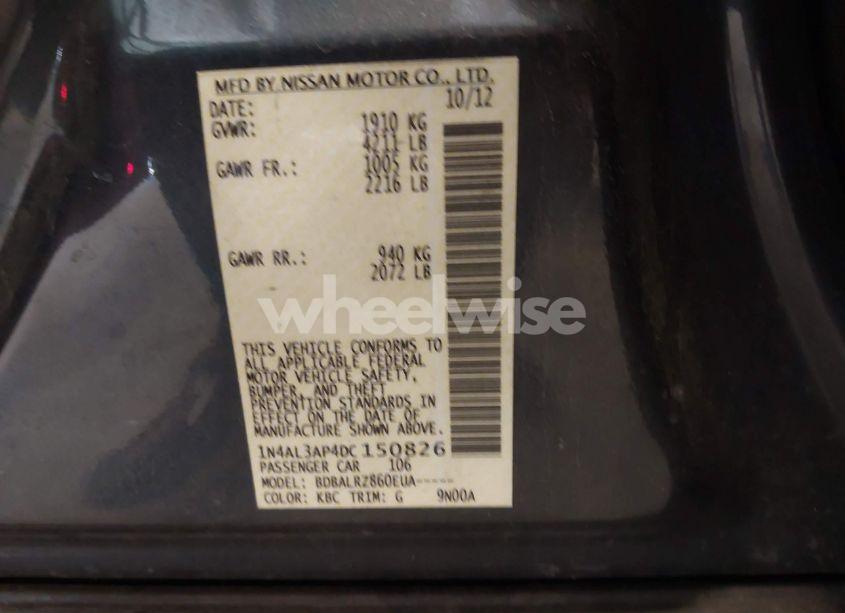 MFD BY NISSAN MOTOR CO., LTD.
DATE: 10/12
GVWR: 1910 KG
4211 LB
GAWR FR.: 1005 KG
2216 LB
GAWR RR.: 940 KG
2072 LB
wheelwise
THIS VEHICLE CONFORMS TO
ALL APPLICABLE FEDERAL
MOTOR VEHICLE SAFETY,
BUMPER, AND THEFT
PREVENTION STANDARDS IN
EFFECT ON THE DATE OF
MANUFACTURE SHOWN ABOVE.
1N4AL3AP4DC150826
PASSENGER CAR 106
MODEL: BDBALRZ860EUA-----
COLOR: KBC TRIM: G 9N00A